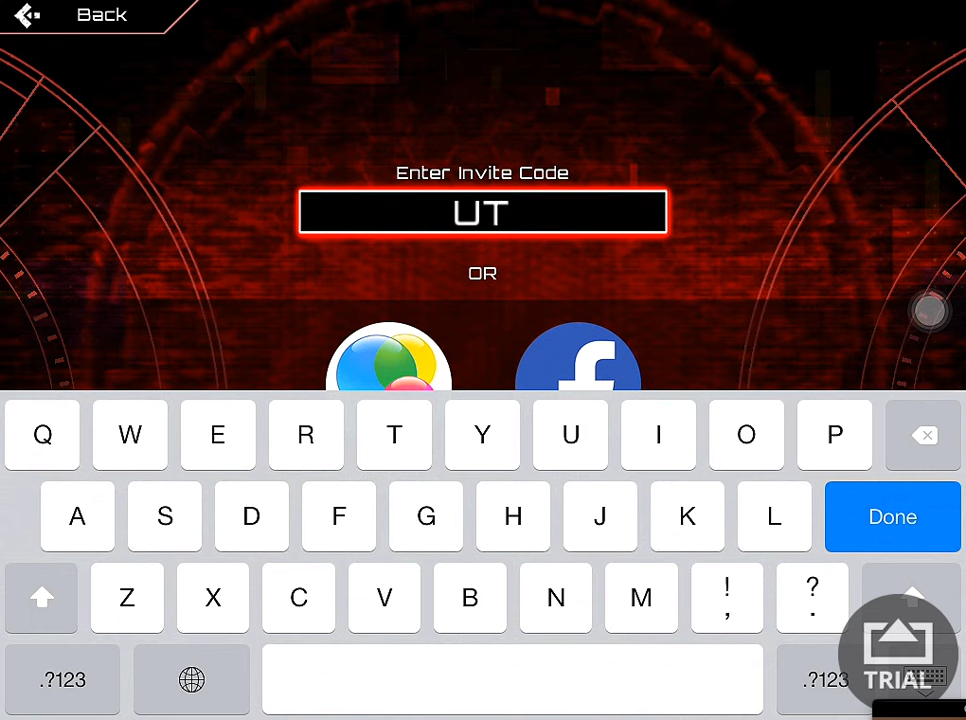 Back
Enter Invite Code
UT
OR
f
Q W E R T Y U I O P
A S D F G H J K L Done
Z X C V B N M ! , ? .
.?123 .?123
TRIAL